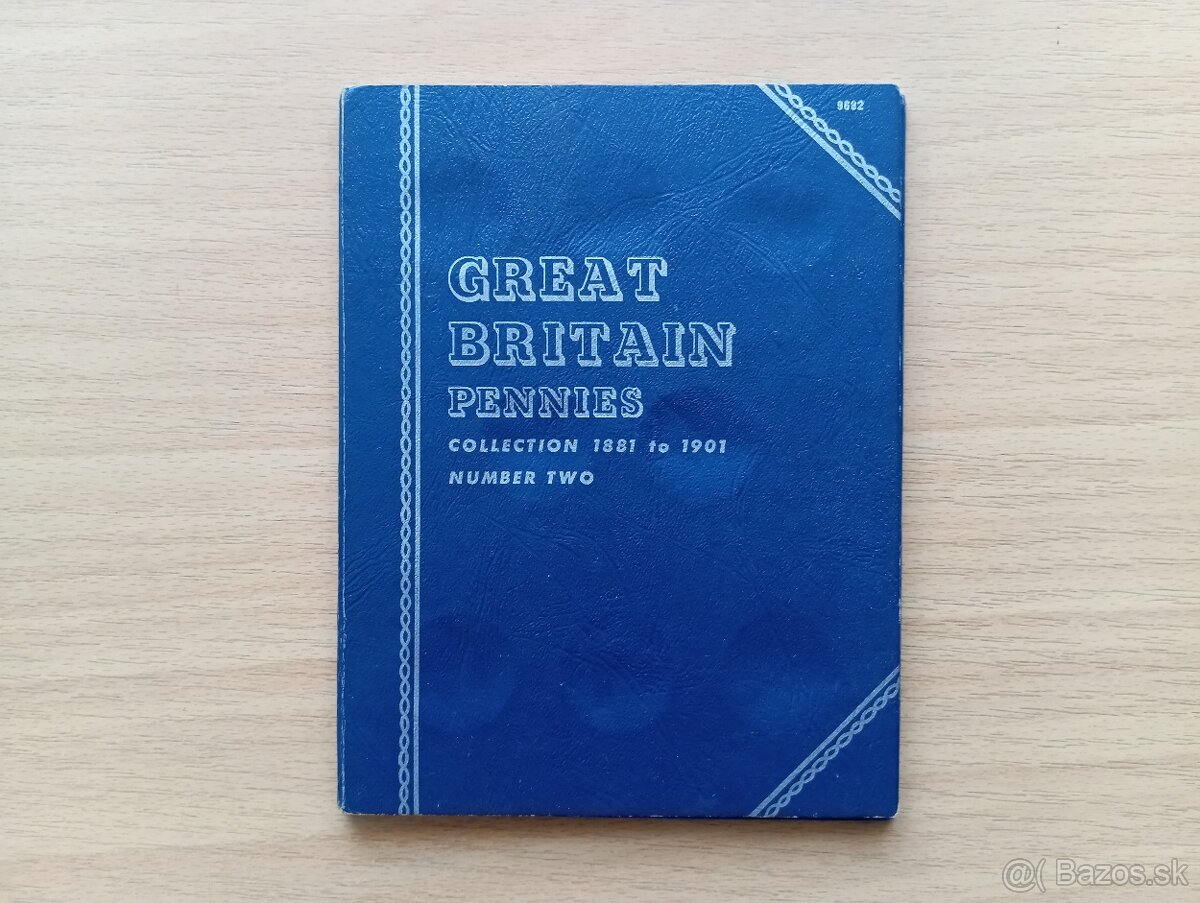 9692
GREAT
BRITAIN
PENNIES
COLLECTION 1881 to 1901
NUMBER TWO
@( Bazos.sk